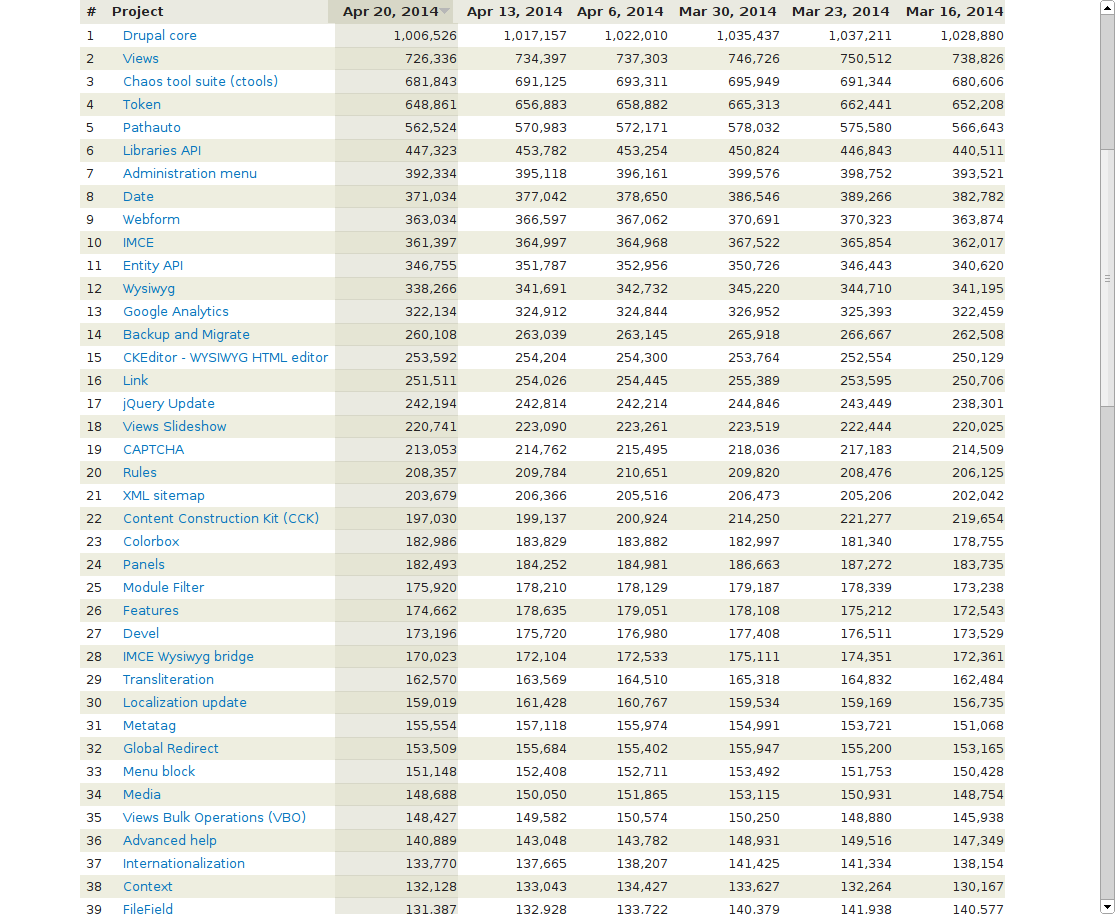 # Project Apr 20, 2014 Apr 13, 2014 Apr 6, 2014 Mar 30, 2014 Mar 23, 2014 Mar 16, 2014
1 Drupal core 1,006,526 1,017,157 1,022,010 1,035,437 1,037,211 1,028,880
2 Views 726,336 734,397 737,303 746,726 750,512 738,826
3 Chaos tool suite (ctools) 681,843 691,125 693,311 695,949 691,344 680,606
4 Token 648,861 656,883 658,882 665,313 662,441 652,208
5 Pathauto 562,524 570,983 572,171 578,032 575,580 566,643
6 Libraries API 447,323 453,782 453,254 450,824 446,843 440,511
7 Administration menu 392,334 395,118 396,161 399,576 398,752 393,521
8 Date 371,034 377,042 378,650 386,546 389,266 382,782
9 Webform 363,034 366,597 367,062 370,691 370,323 363,874
10 IMCE 361,397 364,997 364,968 367,522 365,854 362,017
11 Entity API 346,755 351,787 352,956 350,726 346,443 340,620
12 Wysiwyg 338,266 341,691 342,732 345,220 344,710 341,195
13 Google Analytics 322,134 324,912 324,844 326,952 325,393 322,459
14 Backup and Migrate 260,108 263,039 263,145 265,918 266,667 262,508
15 CKEditor - WYSIWYG HTML editor 253,592 254,204 254,300 253,764 252,554 250,129
16 Link 251,511 254,026 254,445 255,389 253,595 250,706
17 jQuery Update 242,194 242,814 242,214 244,846 243,449 238,301
18 Views Slideshow 220,741 223,090 223,261 223,519 222,444 220,025
19 CAPTCHA 213,053 214,762 215,495 218,036 217,183 214,509
20 Rules 208,357 209,784 210,651 209,820 208,476 206,125
21 XML sitemap 203,679 206,366 205,516 206,473 205,206 202,042
22 Content Construction Kit (CCK) 197,030 199,137 200,924 214,250 221,277 219,654
23 Colorbox 182,986 183,829 183,882 182,997 181,340 178,755
24 Panels 182,493 184,252 184,981 186,663 187,272 183,735
25 Module Filter 175,920 178,210 178,129 179,187 178,339 173,238
26 Features 174,662 178,635 179,051 178,108 175,212 172,543
27 Devel 173,196 175,720 176,980 177,408 176,511 173,529
28 IMCE Wysiwyg bridge 170,023 172,104 172,533 175,111 174,351 172,361
29 Transliteration 162,570 163,569 164,510 165,318 164,832 162,484
30 Localization update 159,019 161,428 160,767 159,534 159,169 156,735
31 Metatag 155,554 157,118 155,974 154,991 153,721 151,068
32 Global Redirect 153,509 155,684 155,402 155,947 155,200 153,165
33 Menu block 151,148 152,408 152,711 153,492 151,753 150,428
34 Media 148,688 150,050 151,865 153,115 150,931 148,754
35 Views Bulk Operations (VBO) 148,427 149,582 150,574 150,250 148,880 145,938
36 Advanced help 140,889 143,048 143,782 148,931 149,516 147,349
37 Internationalization 133,770 137,665 138,207 141,425 141,334 138,154
38 Context 132,128 133,043 134,427 133,627 132,264 130,167
39 FileField 131,387 132,928 133,722 140,379 141,938 140,577